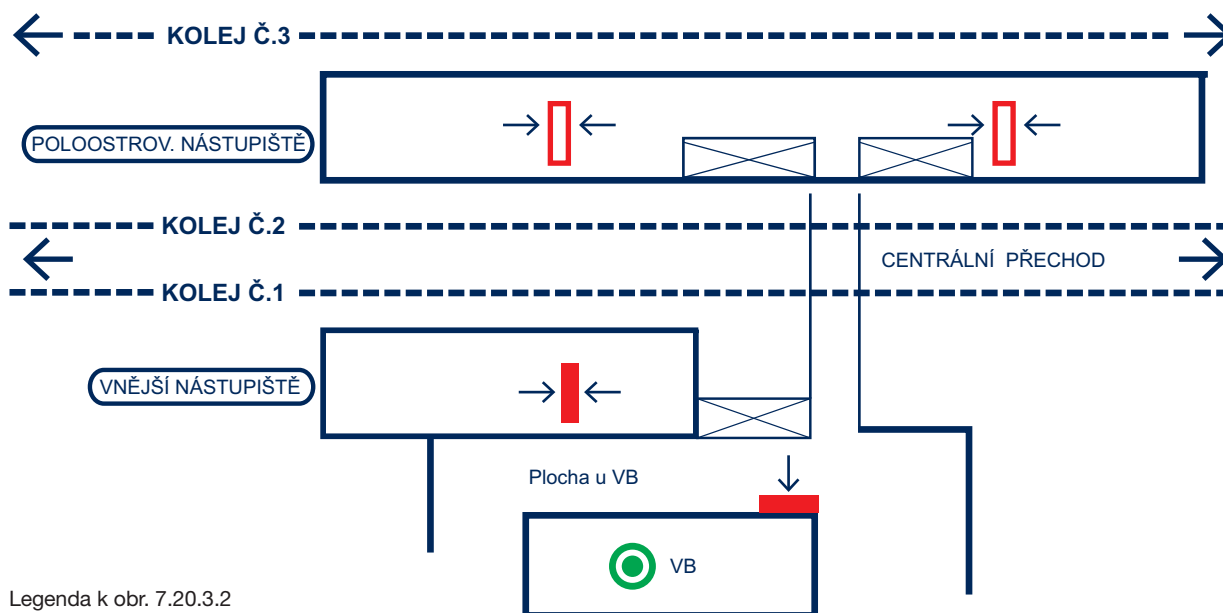 KOLEJ Č.3
POLOOSTROV. NÁSTUPIŠTĚ
KOLEJ Č.2
CENTRÁLNÍ PŘECHOD
KOLEJ Č.1
VNĚJŠÍ NÁSTUPIŠTĚ
Plocha u VB
VB
Legenda k obr. 7.20.3.2